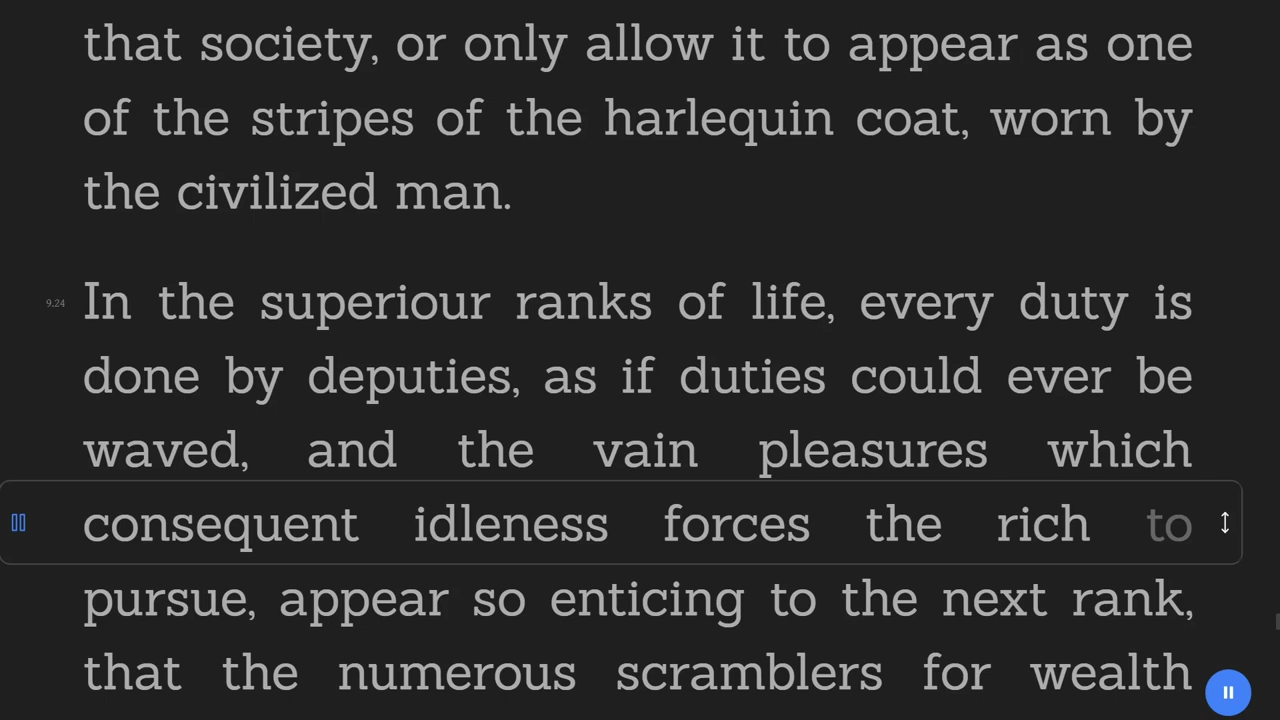 that society, or only allow it to appear as one
of the stripes of the harlequin coat, worn by
the civilized man.
9.24
In the superiour ranks of life, every duty is
done by deputies, as if duties could ever be
waved, and the vain pleasures which
consequent idleness forces the rich to
pursue, appear so enticing to the next rank,
that the numerous scramblers for wealth